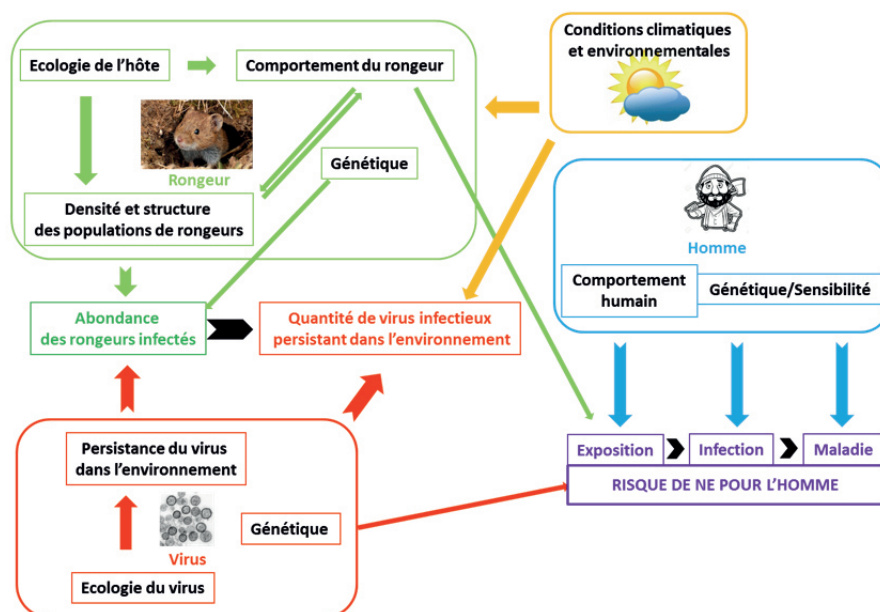 Conditions climatiques
et environnementales
Ecologie de l’hôte
Comportement du rongeur
Rongeur
Génétique
Densité et structure
des populations de rongeurs
Homme
Comportement
humain
Génétique/Sensibilité
Abondance
des rongeurs infectés
Quantité de virus infectieux
persistant dans l’environnement
Persistance du virus
dans l’environnement
Virus
Génétique
Ecologie du virus
Exposition
Infection
Maladie
RISQUE DE NE POUR L’HOMME